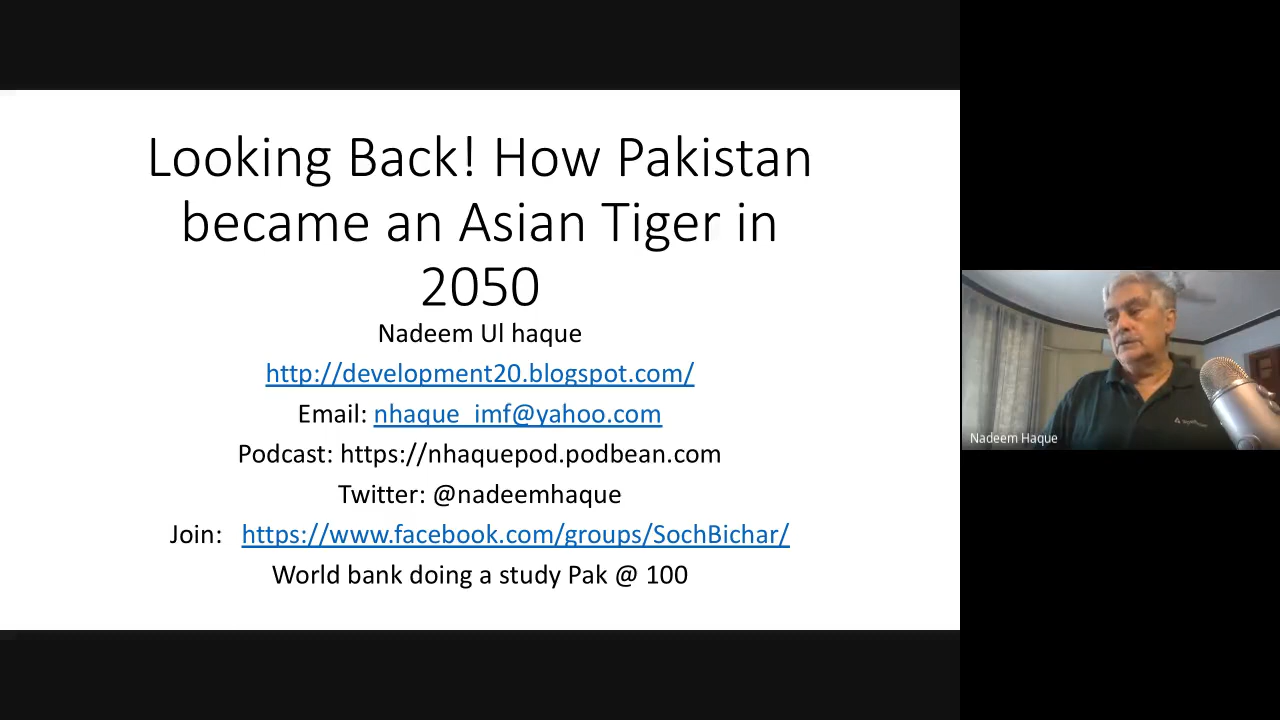 Looking Back! How Pakistan
became an Asian Tiger in
2050
Nadeem Ul haque
http://development20.blogspot.com/
Email: nhaque_imf@yahoo.com
Podcast: https://nhaquepod.podbean.com
Twitter: @nadeemhaque
Join: https://www.facebook.com/groups/SochBichar/
World bank doing a study Pak @ 100
Nadeem Haque